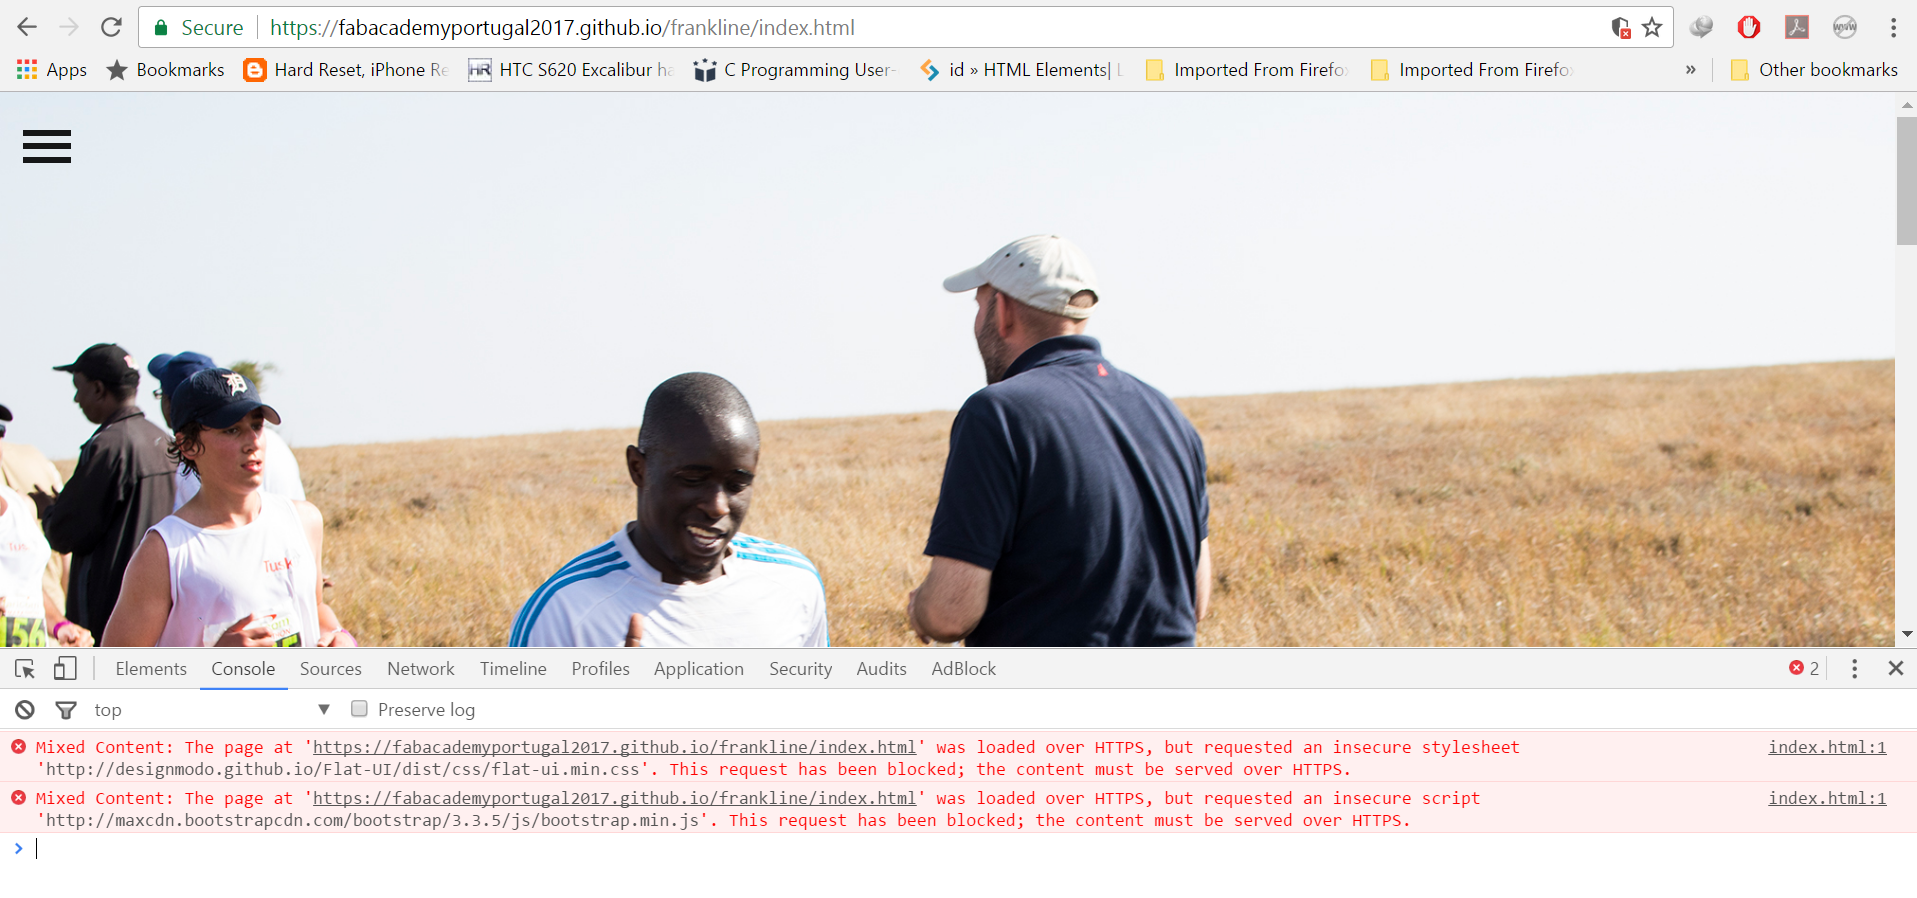 Secure https://fabacademyportugal2017.github.io/frankline/index.html
Apps Bookmarks Hard Reset, iPhone Re HTC S620 Excalibur ha C Programming User- id » HTML Elements| L Imported From Firefox Imported From Firefox » Other bookmarks
D
Tusk
156
Elements Console Sources Network Timeline Profiles Application Security Audits AdBlock 2
top ▼ Preserve log
Mixed Content: The page at 'https://fabacademyportugal2017.github.io/frankline/index.html' was loaded over HTTPS, but requested an insecure stylesheet index.html:1
'http://designmodo.github.io/Flat-UI/dist/css/flat-ui.min.css'. This request has been blocked; the content must be served over HTTPS.
Mixed Content: The page at 'https://fabacademyportugal2017.github.io/frankline/index.html' was loaded over HTTPS, but requested an insecure script index.html:1
'http://maxcdn.bootstrapcdn.com/bootstrap/3.3.5/js/bootstrap.min.js'. This request has been blocked; the content must be served over HTTPS.
>